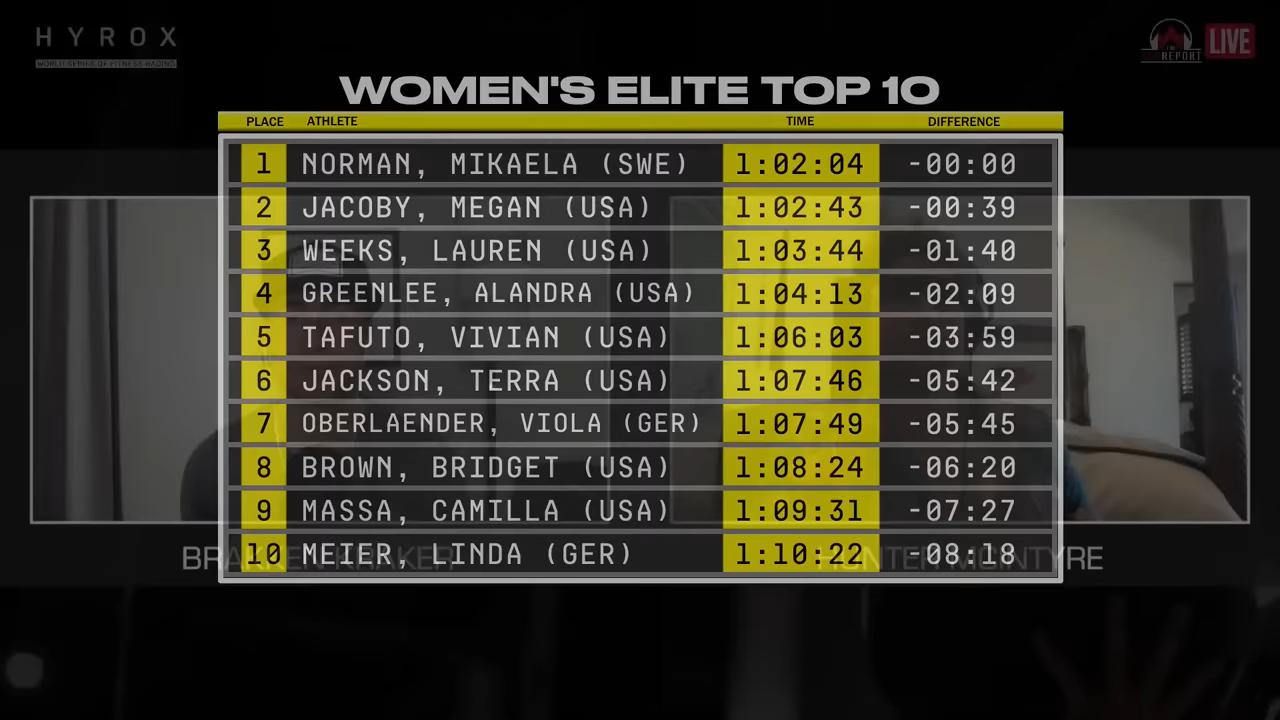 HYROX
WORLD SERIES OF FITNESS RACING
THE
REPORT
LIVE
WOMEN'S ELITE TOP 10
PLACE ATHLETE TIME DIFFERENCE
1 NORMAN, MIKAELA (SWE) 1:02:04 -00:00
2 JACOBY, MEGAN (USA) 1:02:43 -00:39
3 WEEKS, LAUREN (USA) 1:03:44 -01:40
4 GREENLEE, ALANDRA (USA) 1:04:13 -02:09
5 TAFUTO, VIVIAN (USA) 1:06:03 -03:59
6 JACKSON, TERRA (USA) 1:07:46 -05:42
7 OBERLAENDER, VIOLA (GER) 1:07:49 -05:45
8 BROWN, BRIDGET (USA) 1:08:24 -06:20
9 MASSA, CAMILLA (USA) 1:09:31 -07:27
10 MEIER, LINDA (GER) 1:10:22 -08:18
HUNTER MCINTYRE